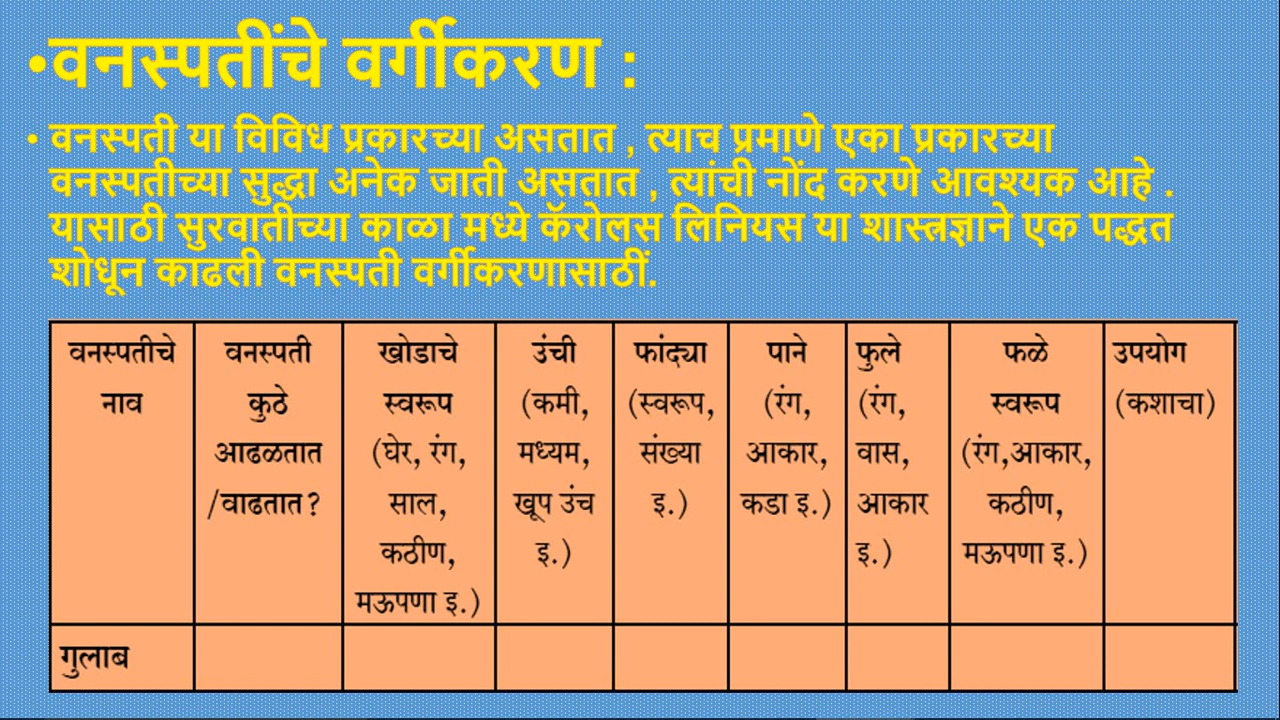 •वनस्पतींचे वर्गीकरण :
• वनस्पती या विविध प्रकारच्या असतात , त्याच प्रमाणे एका प्रकारच्या
वनस्पतीच्या सुद्धा अनेक जाती असतात , त्यांची नोंद करणे आवश्यक आहे .
यासाठी सुरवातीच्या काळा मध्ये कॅरोलस लिनियस या शास्त्रज्ञाने एक पद्धत
शोधून काढली वनस्पती वर्गीकरणासाठीं.
वनस्पतीचे
नाव
वनस्पती
कुठे
आढळतात
/वाढतात?
खोडाचे
स्वरूप
(घेर, रंग,
साल,
कठीण,
मऊपणा इ.)
उंची
(कमी,
मध्यम,
खूप उंच
इ.)
फांद्या
(स्वरूप,
संख्या
इ.)
पाने
(रंग,
आकार,
कडा इ.)
फुले
(रंग,
वास,
आकार
इ.)
फळे
स्वरूप
(रंग,आकार,
कठीण,
मऊपणा इ.)
उपयोग
(कशाचा)
गुलाब